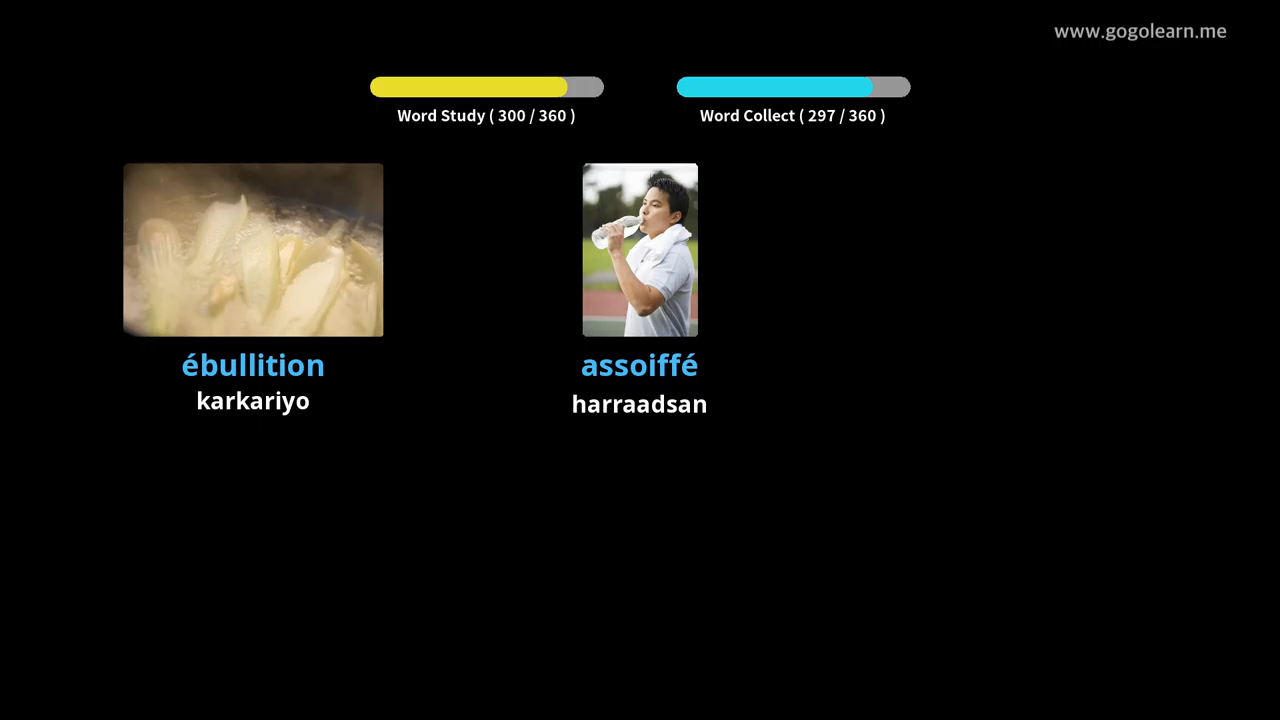 www.gogolearn.me
Word Study ( 300 / 360 )
Word Collect ( 297 / 360 )
ébullition
karkariyo
assoiffé
harraadsan